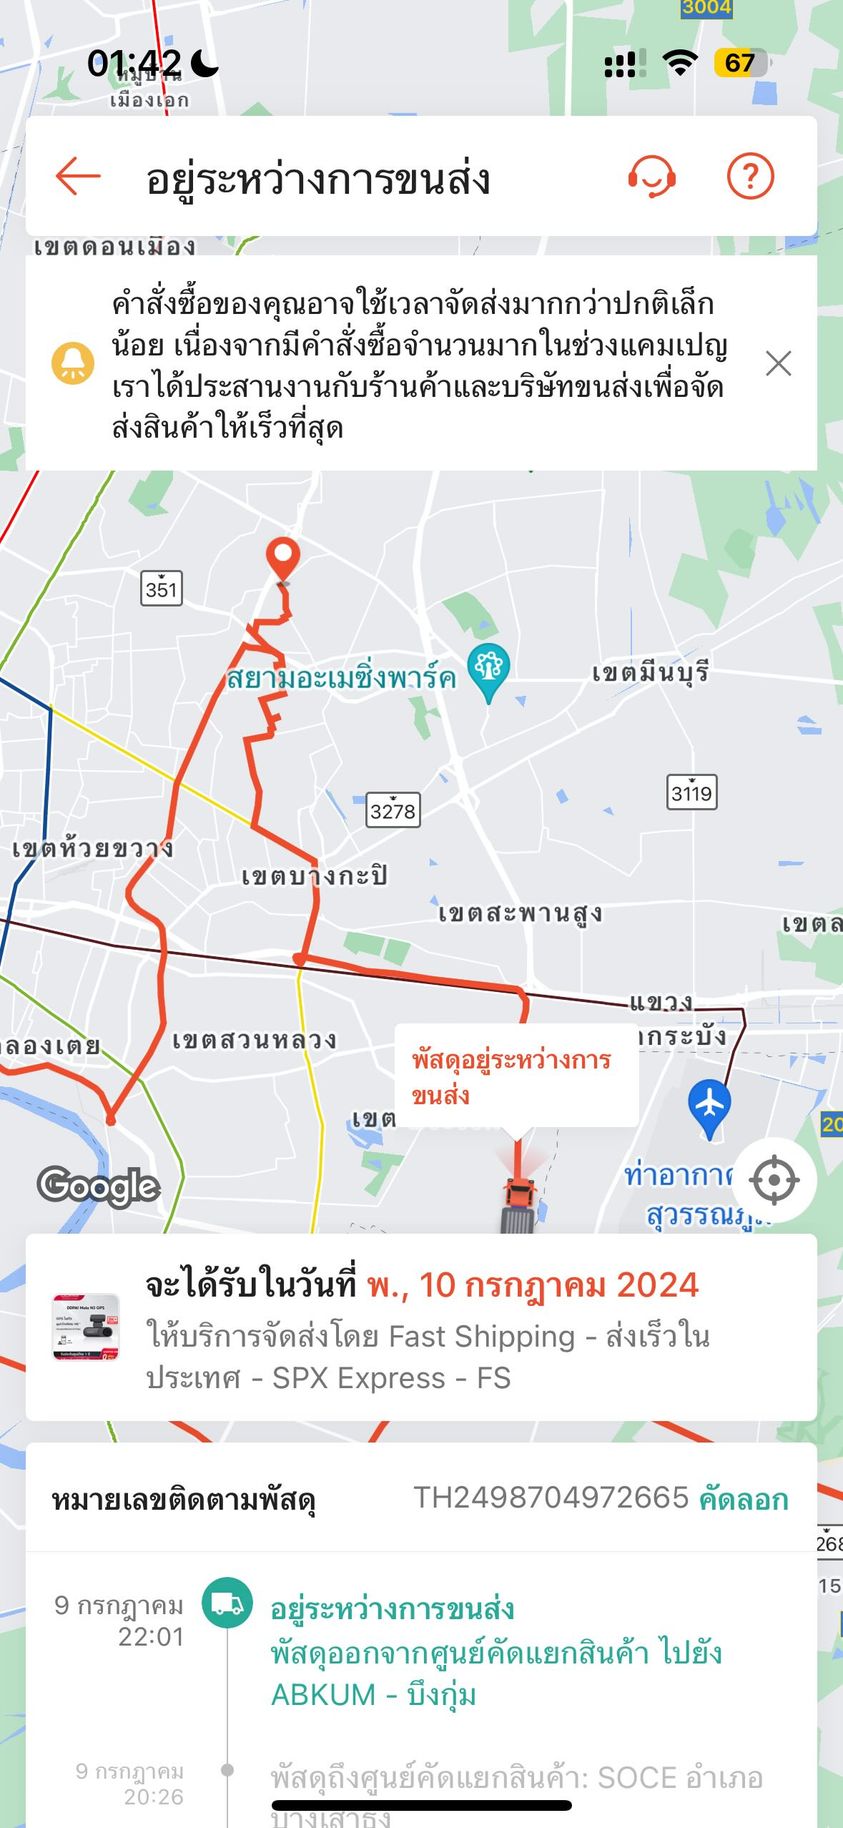 3004
01:42
67
หมู่บ้าน
เมืองเอก
อยู่ระหว่างการขนส่ง
?
เขตดอนเมือง
คำสั่งซื้อของคุณอาจใช้เวลาจัดส่งมากกว่าปกติเล็ก
น้อย เนื่องจากมีคำสั่งซื้อจำนวนมากในช่วงแคมเปญ
เราได้ประสานงานกับร้านค้าและบริษัทขนส่งเพื่อจัด
ส่งสินค้าให้เร็วที่สุด
351
สยามอะเมซิ่งพาร์ค
เขตมีนบุรี
3119
3278
เขตห้วยขวาง
เขตบางกะปิ
เขตสะพานสูง
เขตล
แขวง
กระบัง
ลองเตย
เขตสวนหลวง
พัสดุอยู่ระหว่างการ
ขนส่ง
เขต
20
ท่าอากาศ
สุวรรณภู
Google
จะได้รับในวันที่ พ., 10 กรกฎาคม 2024
ให้บริการจัดส่งโดย Fast Shipping - ส่งเร็วใน
ประเทศ - SPX Express - FS
หมายเลขติดตามพัสดุ TH2498704972665 คัดลอก
268
15
9 กรกฎาคม
22:01
อยู่ระหว่างการขนส่ง
พัสดุออกจากศูนย์คัดแยกสินค้า ไปยัง
ABKUM - บึงกุ่ม
9 กรกฎาคม
20:26
พัสดุถึงศูนย์คัดแยกสินค้า: SOCE อำเภอ
บางเสาธง